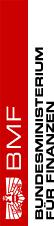 BMF
BUNDESMINISTERIUM
FÜR FINANZEN